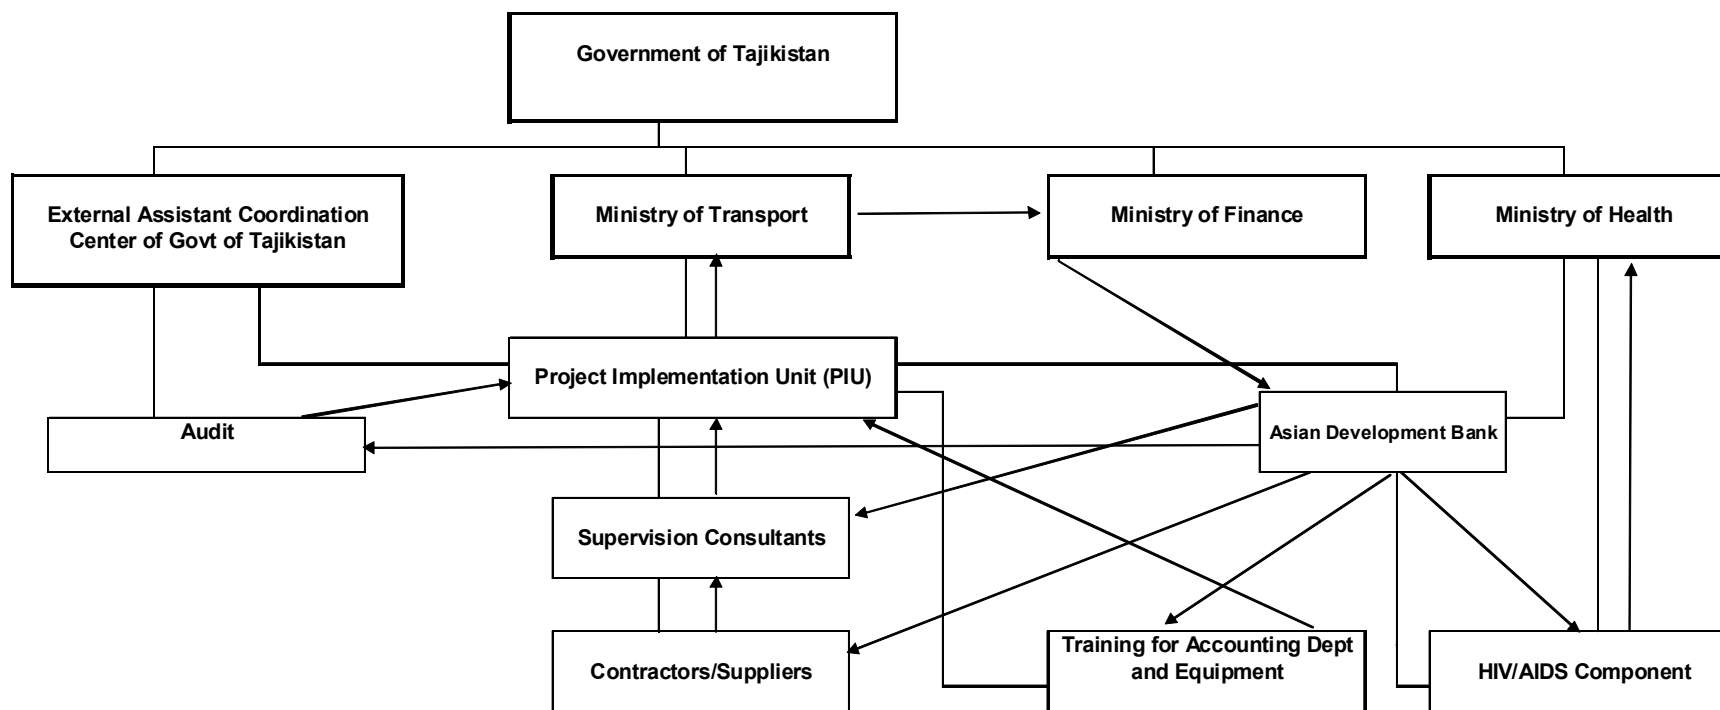 Government of Tajikistan
External Assistant Coordination
Center of Govt of Tajikistan
Ministry of Transport
Ministry of Finance
Ministry of Health
Project Implementation Unit (PIU)
Audit
Asian Development Bank
Supervision Consultants
Contractors/Suppliers
Training for Accounting Dept
and Equipment
HIV/AIDS Component